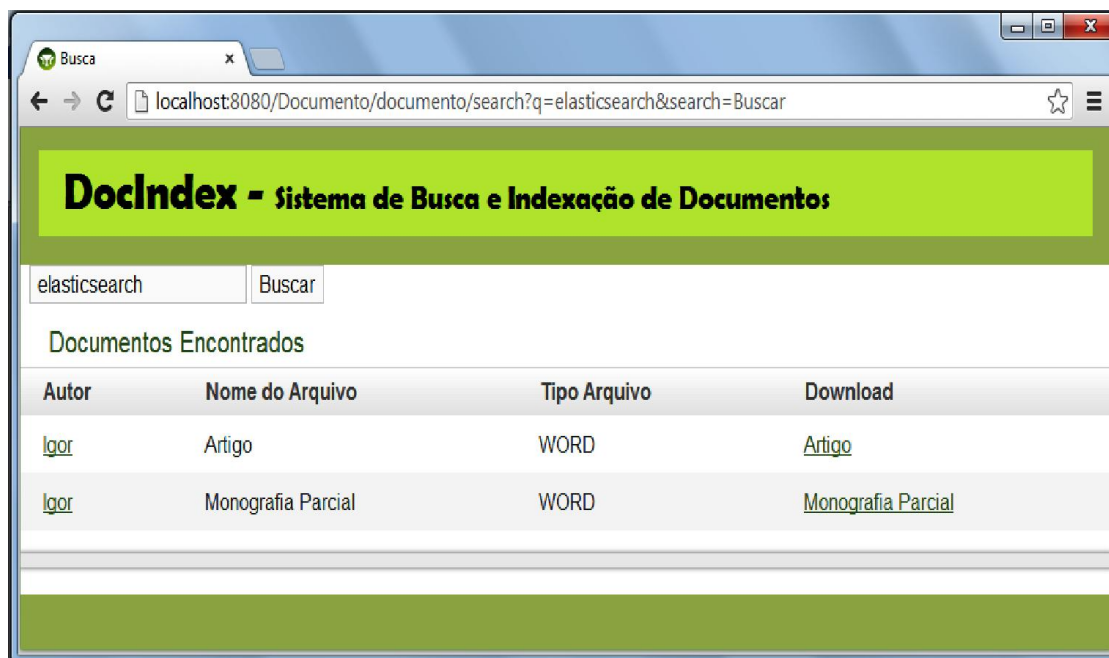 Busca
localhost:8080/Documento/documento/search?q=elasticsearch&search=Buscar
DocIndex - Sistema de Busca e Indexação de Documentos
elasticsearch Buscar
Documentos Encontrados
Autor Nome do Arquivo Tipo Arquivo Download
Igor Artigo WORD Artigo
Igor Monografia Parcial WORD Monografia Parcial